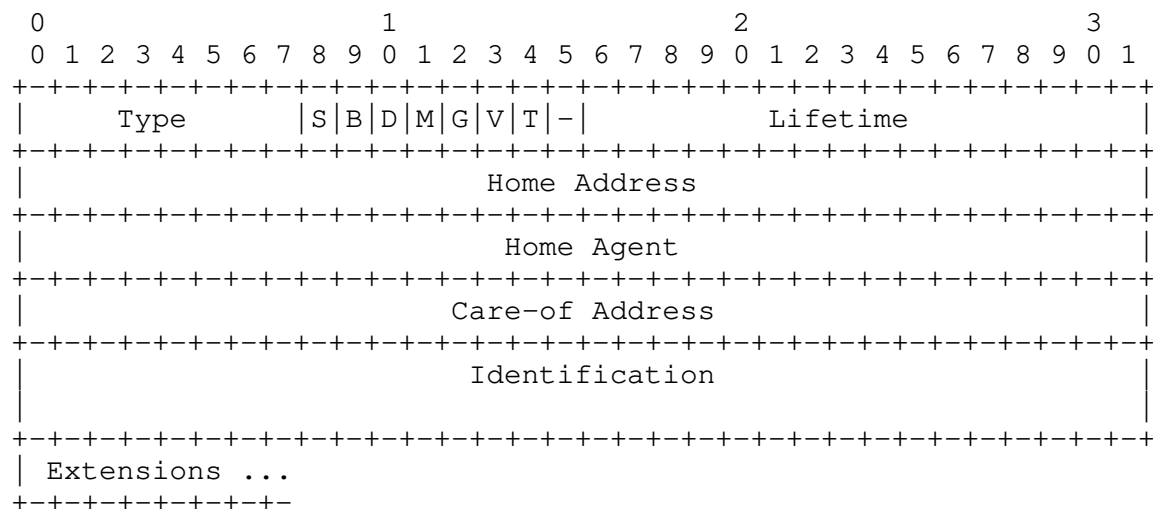 0                   1                   2                   3
 0 1 2 3 4 5 6 7 8 9 0 1 2 3 4 5 6 7 8 9 0 1 2 3 4 5 6 7 8 9 0 1
+-+-+-+-+-+-+-+-+-+-+-+-+-+-+-+-+-+-+-+-+-+-+-+-+-+-+-+-+-+-+-+-+
|     Type      |S|B|D|M|G|V|T|-|          Lifetime             |
+-+-+-+-+-+-+-+-+-+-+-+-+-+-+-+-+-+-+-+-+-+-+-+-+-+-+-+-+-+-+-+-+
|                          Home Address                         |
+-+-+-+-+-+-+-+-+-+-+-+-+-+-+-+-+-+-+-+-+-+-+-+-+-+-+-+-+-+-+-+-+
|                           Home Agent                          |
+-+-+-+-+-+-+-+-+-+-+-+-+-+-+-+-+-+-+-+-+-+-+-+-+-+-+-+-+-+-+-+-+
|                        Care-of Address                        |
+-+-+-+-+-+-+-+-+-+-+-+-+-+-+-+-+-+-+-+-+-+-+-+-+-+-+-+-+-+-+-+-+
|                         Identification                        |
|                                                               |
+-+-+-+-+-+-+-+-+-+-+-+-+-+-+-+-+-+-+-+-+-+-+-+-+-+-+-+-+-+-+-+-+
| Extensions ...
+-+-+-+-+-+-+-+-